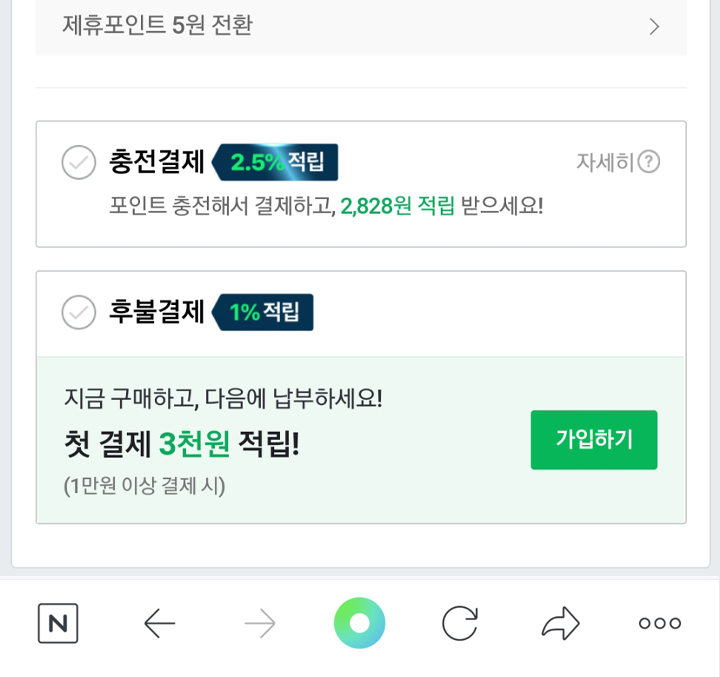 제휴포인트 5원 전환
충전결제 2.5% 적립 자세히 ?
포인트 충전해서 결제하고, 2,828원 적립 받으세요!
후불결제 1% 적립
지금 구매하고, 다음에 납부하세요!
첫 결제 3천원 적립!
가입하기
(1만원 이상 결제 시)
N